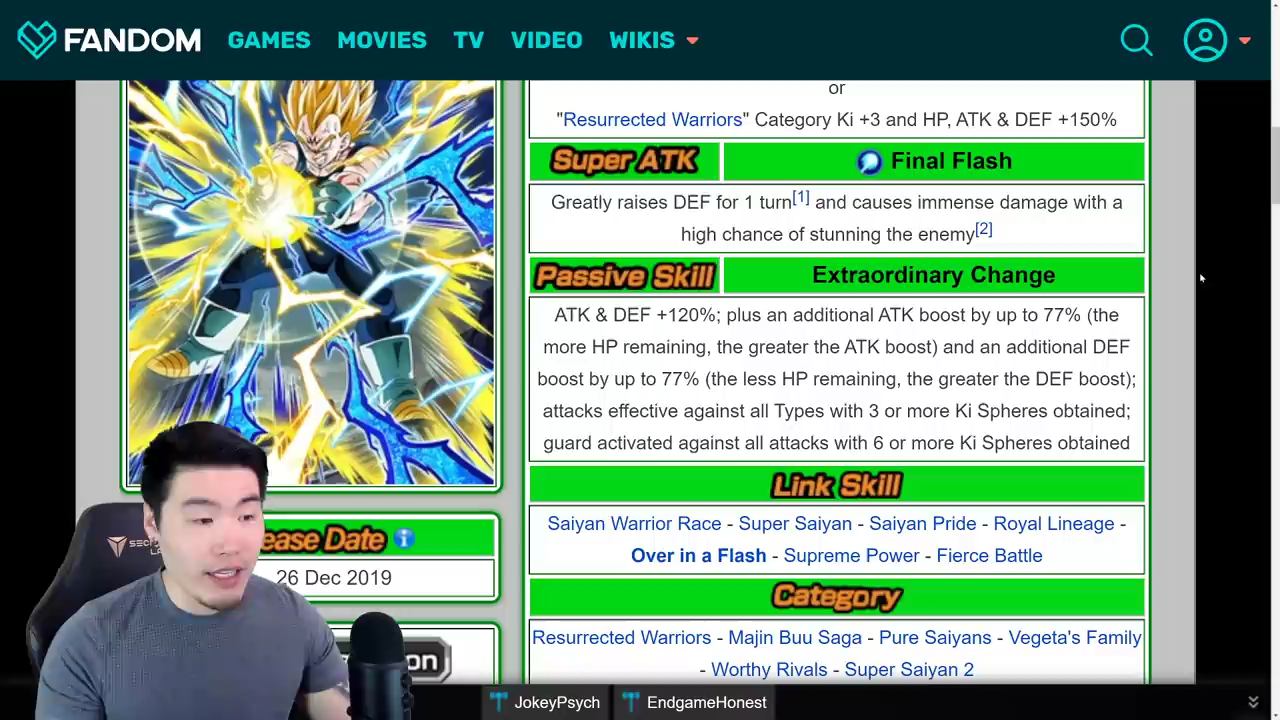 FANDOM GAMES MOVIES TV VIDEO WIKIS
or
"Resurrected Warriors" Category Ki +3 and HP, ATK & DEF +150%
Super ATK Final Flash
Greatly raises DEF for 1 turn[1] and causes immense damage with a
high chance of stunning the enemy[2]
Passive Skill Extraordinary Change
ATK & DEF +120%; plus an additional ATK boost by up to 77% (the
more HP remaining, the greater the ATK boost) and an additional DEF
boost by up to 77% (the less HP remaining, the greater the DEF boost);
attacks effective against all Types with 3 or more Ki Spheres obtained;
guard activated against all attacks with 6 or more Ki Spheres obtained
Link Skill
Saiyan Warrior Race - Super Saiyan - Saiyan Pride - Royal Lineage -
Over in a Flash - Supreme Power - Fierce Battle
Category
Resurrected Warriors - Majin Buu Saga - Pure Saiyans - Vegeta's Family
- Worthy Rivals - Super Saiyan 2
ease Date
26 Dec 2019
on
JokeyPsych EndgameHonest